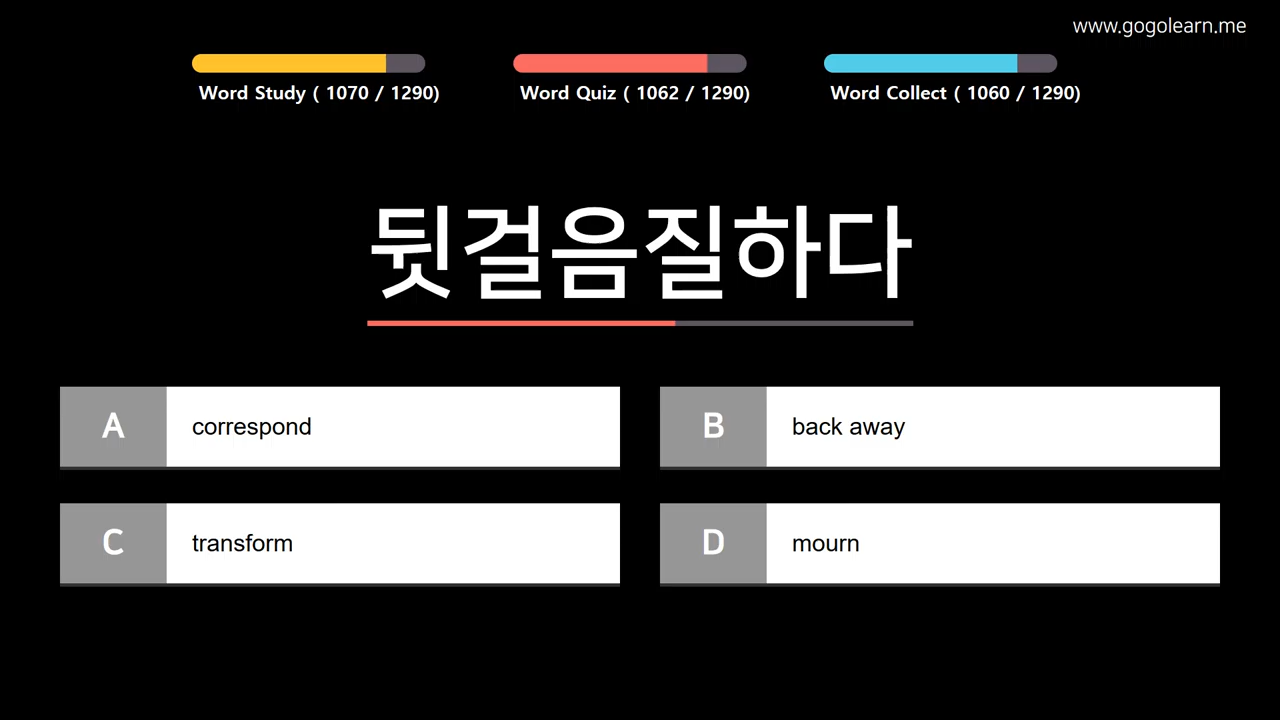 www.gogolearn.me
Word Study ( 1070 / 1290)
Word Quiz ( 1062 / 1290)
Word Collect ( 1060 / 1290)
뒷걸음질하다
A correspond
B back away
C transform
D mourn